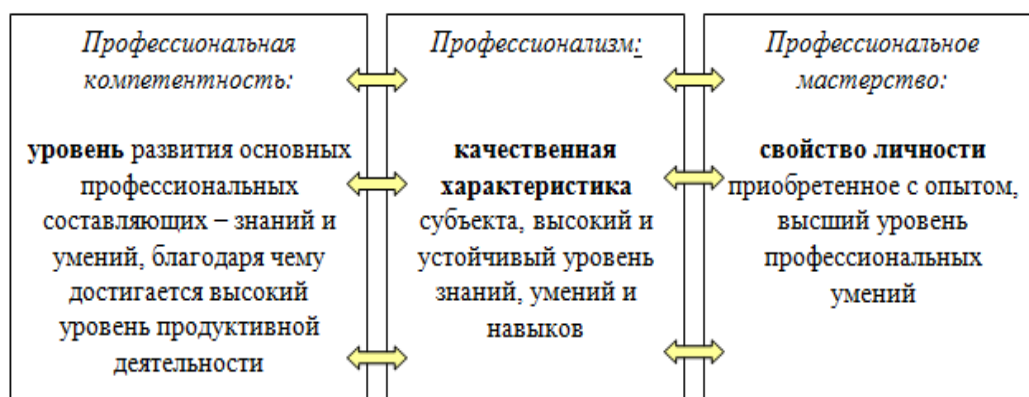 Профессиональная
компетентность:
уровень развития основных
профессиональных
составляющих – знаний и
умений, благодаря чему
достигается высокий
уровень продуктивной
деятельности
Профессионализм:
качественная
характеристика
субъекта, высокий и
устойчивый уровень
знаний, умений и
навыков
Профессиональное
мастерство:
свойство личности
приобретенное с опытом,
высший уровень
профессиональных
умений